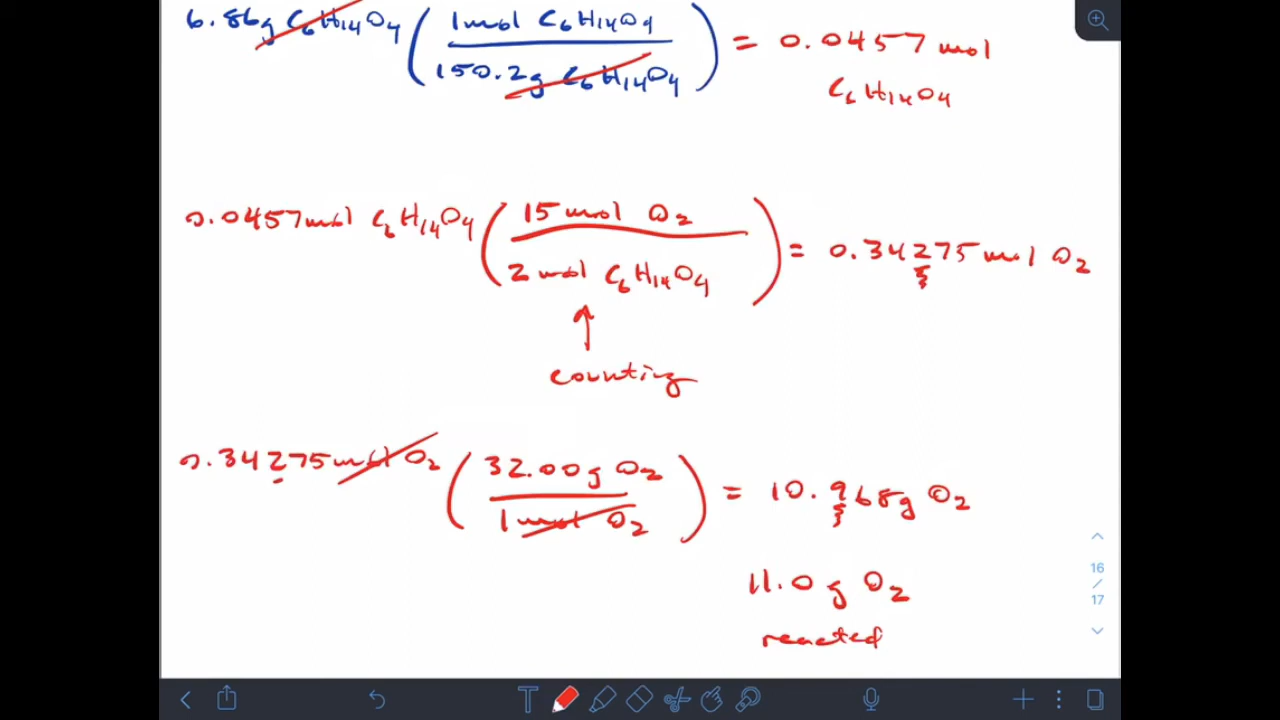 6.86g C6H14O4 ( 1mol C6H14O4 / 150.2g C6H14O4 ) = 0.0457 mol
C6H14O4
0.0457mol C6H14O4 ( 15 mol O2 / 2 mol C6H14O4 ) = 0.34275 mol O2
counting
0.34275 mol O2 ( 32.00g O2 / 1 mol O2 ) = 10.968g O2
11.0 g O2
reacted
16
/
17
T